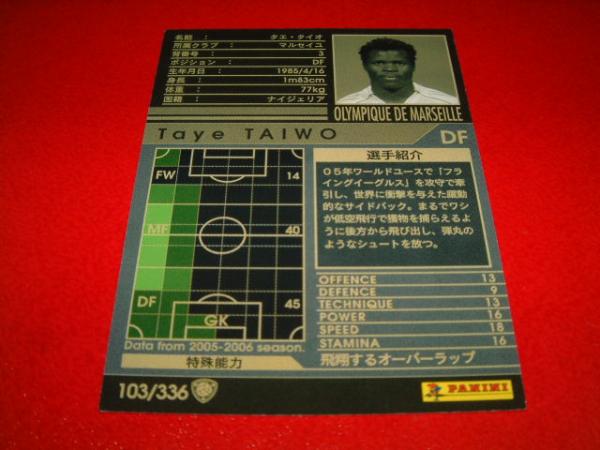 名前 : タエ・タイオ
所属クラブ : マルセイユ
背番号 : 3
ポジション : DF
生年月日 : 1985/4/16
身長 : 1m83cm
体重 : 77kg
国籍 : ナイジェリア
OLYMPIQUE DE MARSEILLE
Taye TAIWO
DF
FW 14
MF 40
DF 45
GK
Data from 2005-2006 season.
選手紹介
05年ワールドユースで『フラ
イングイーグルス』を攻守で牽
引し、世界に衝撃を与えた躍動
的なサイドバック。まるでワシ
が低空飛行で獲物を捕らえるよ
うに後方から飛び出し、弾丸の
ようなシュートを放つ。
OFFENCE 13
DEFENCE 9
TECHNIQUE 13
POWER 16
SPEED 18
STAMINA 16
特殊能力
飛翔するオーバーラップ
103/336
PANINI